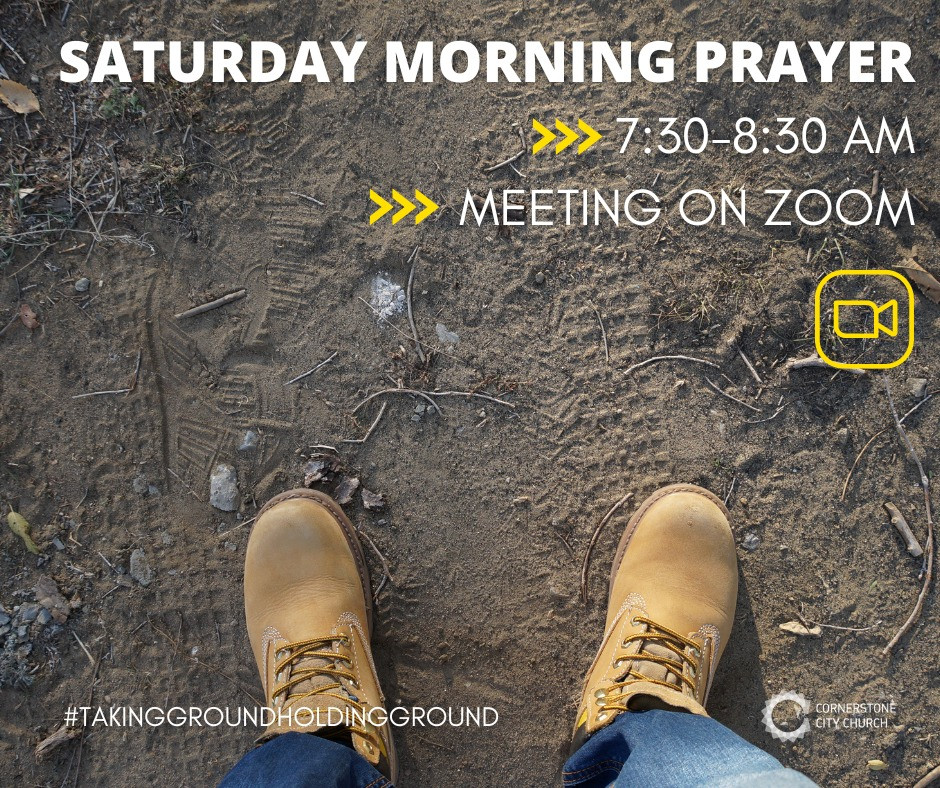 SATURDAY MORNING PRAYER
>>> 7:30-8:30 AM
>>> MEETING ON ZOOM
#TAKINGGROUNDHOLDINGGROUND
CORNERSTONE
CITY CHURCH